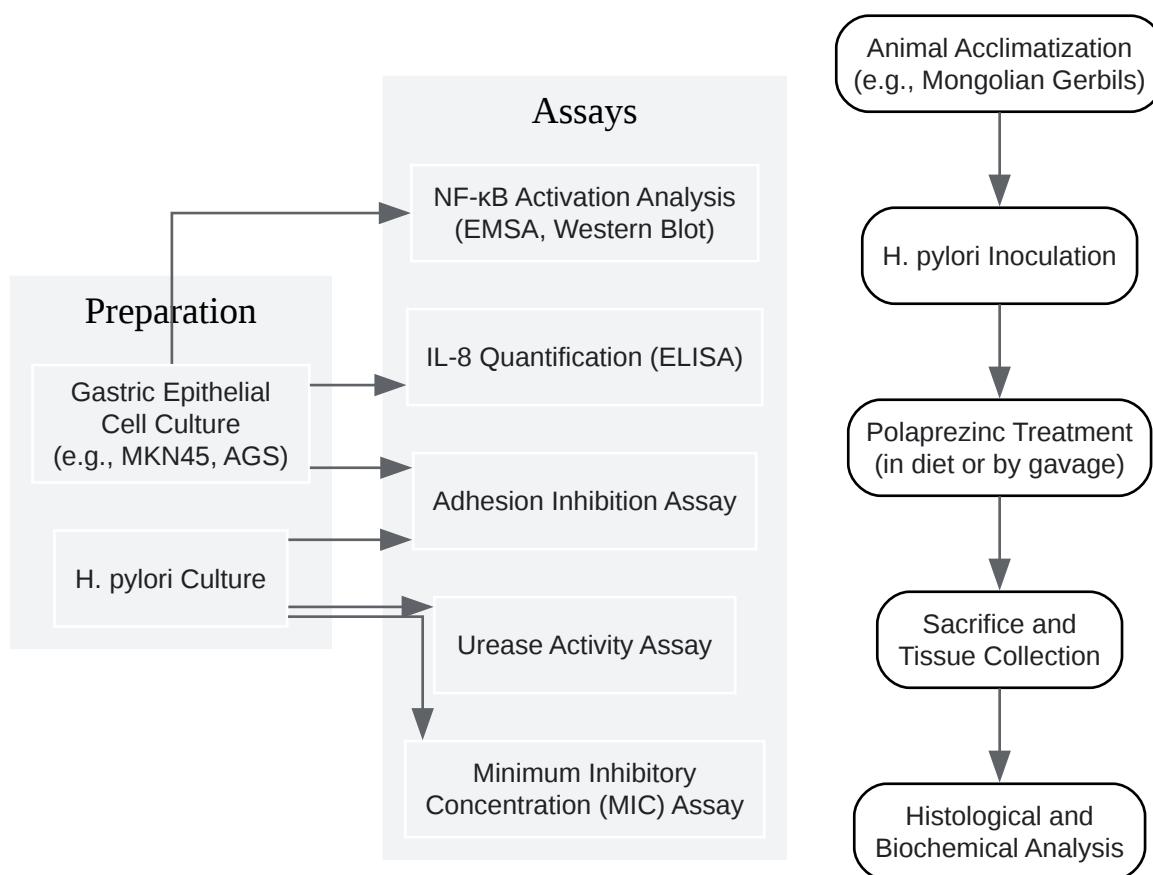 Preparation
Gastric Epithelial
Cell Culture
(e.g., MKN45, AGS)
H. pylori Culture
Assays
NF-κB Activation Analysis
(EMSA, Western Blot)
IL-8 Quantification (ELISA)
Adhesion Inhibition Assay
Urease Activity Assay
Minimum Inhibitory
Concentration (MIC) Assay
Animal Acclimatization
(e.g., Mongolian Gerbils)
H. pylori Inoculation
Polaprezinc Treatment
(in diet or by gavage)
Sacrifice and
Tissue Collection
Histological and
Biochemical Analysis